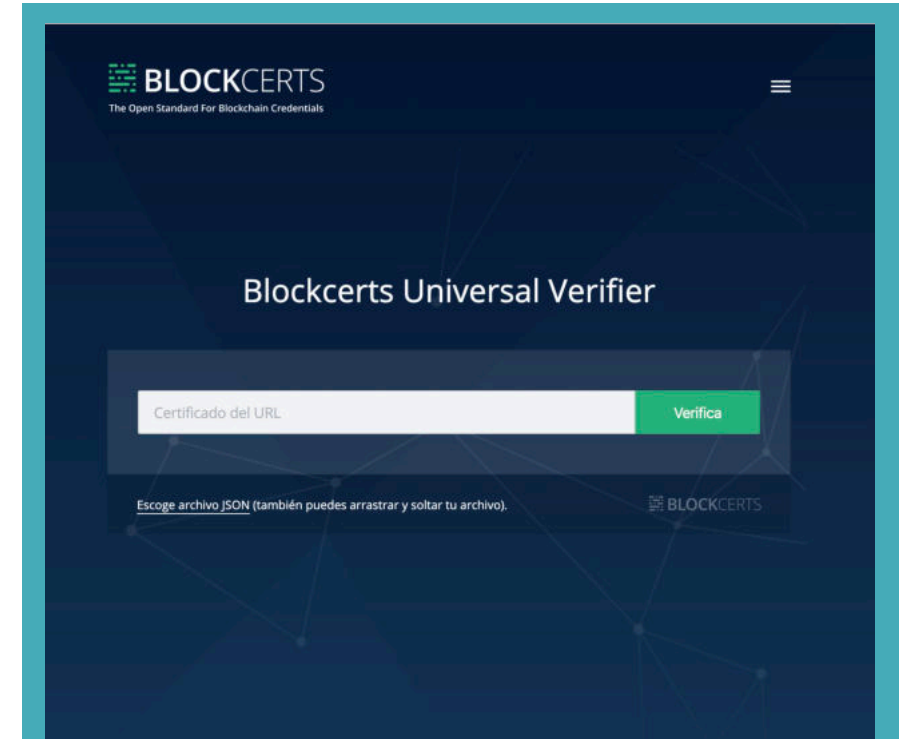 BLOCKCERTS
The Open Standard For Blockchain Credentials
Blockcerts Universal Verifier
Certificado del URL
Verifica
Escoge archivo JSON (también puedes arrastrar y soltar tu archivo).
BLOCKCERTS